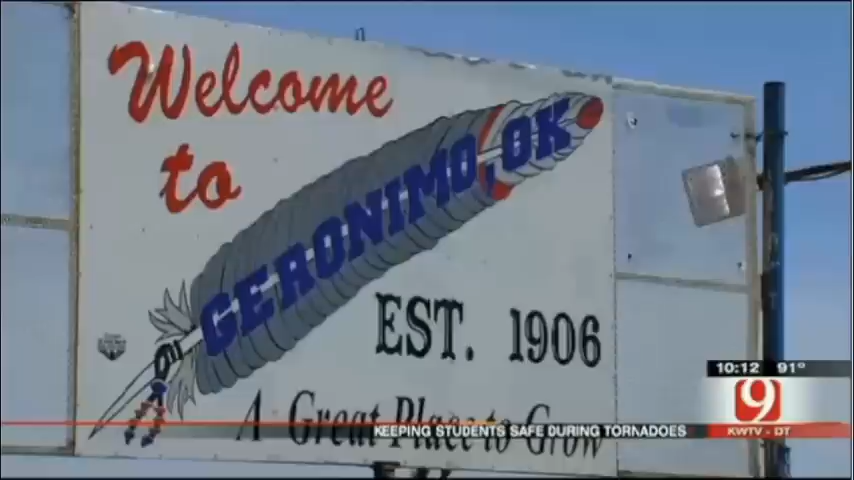 Welcome
to
GERONIMO, OK
EST. 1906
A Great Place to Grow
10:12 91°
9
KEEPING STUDENTS SAFE DURING TORNADOES
KWTV - DT